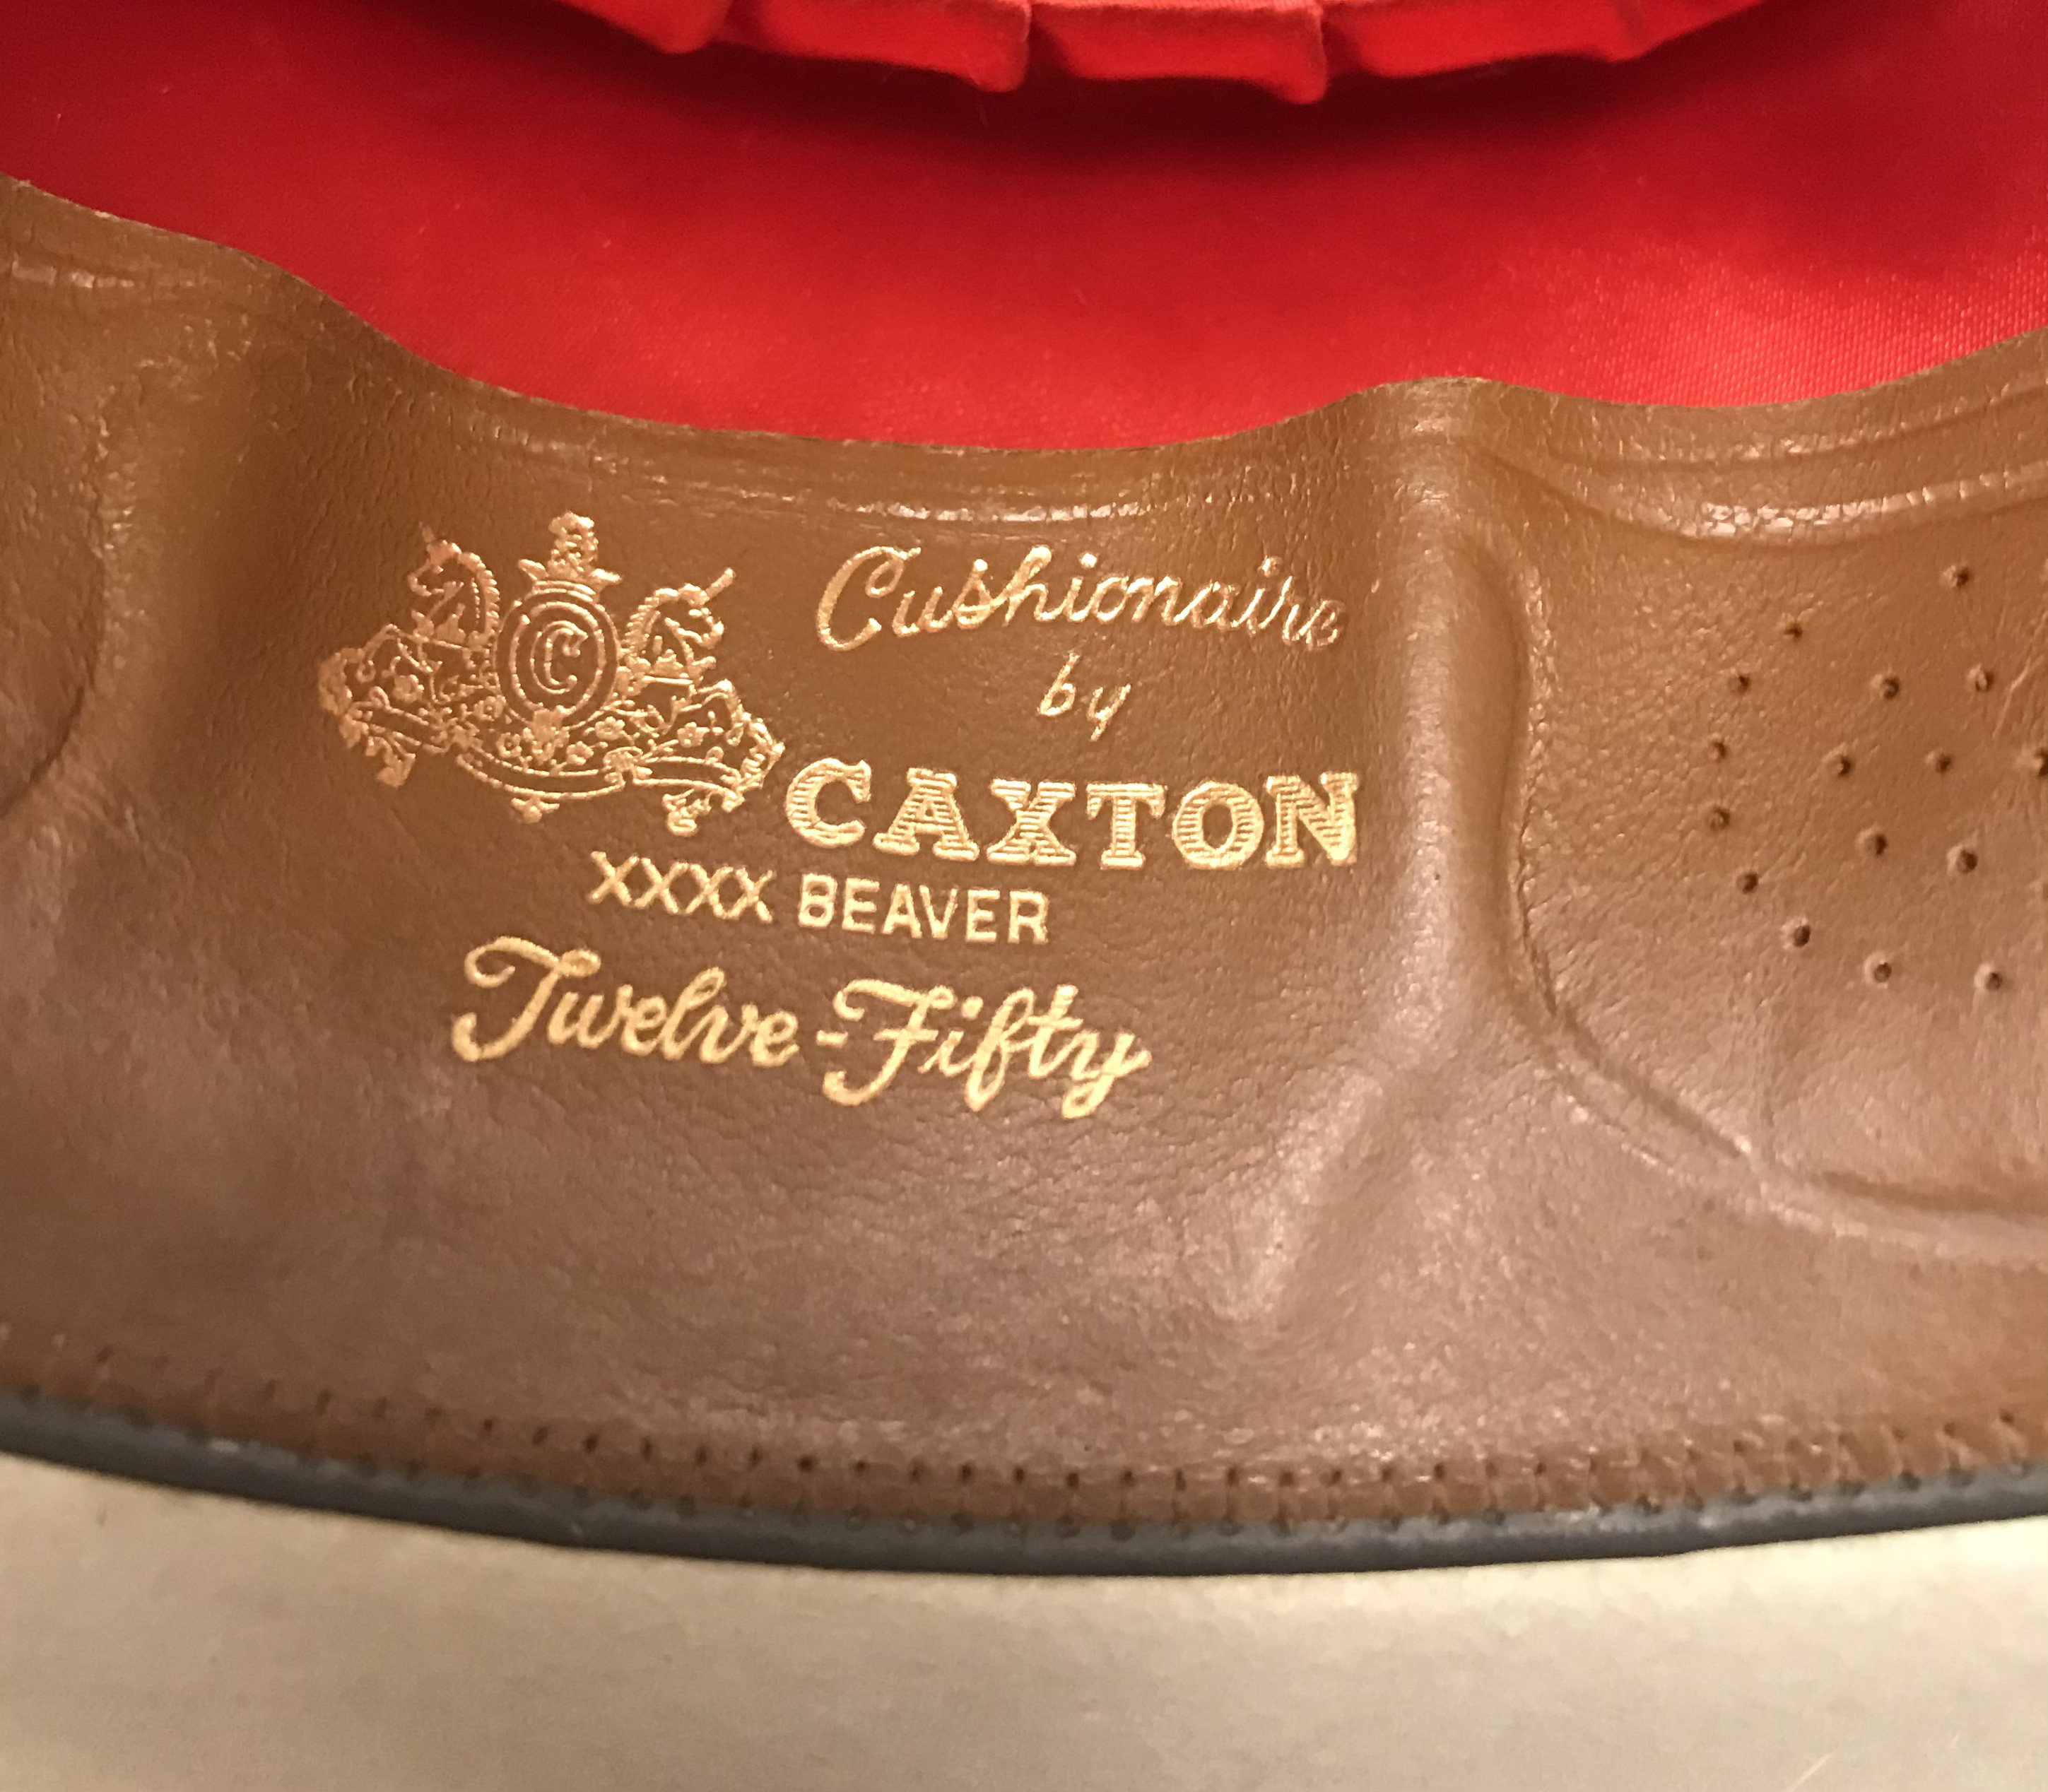 C
Cushionaire
by
CAXTON
XXXX BEAVER
Twelve-Fifty